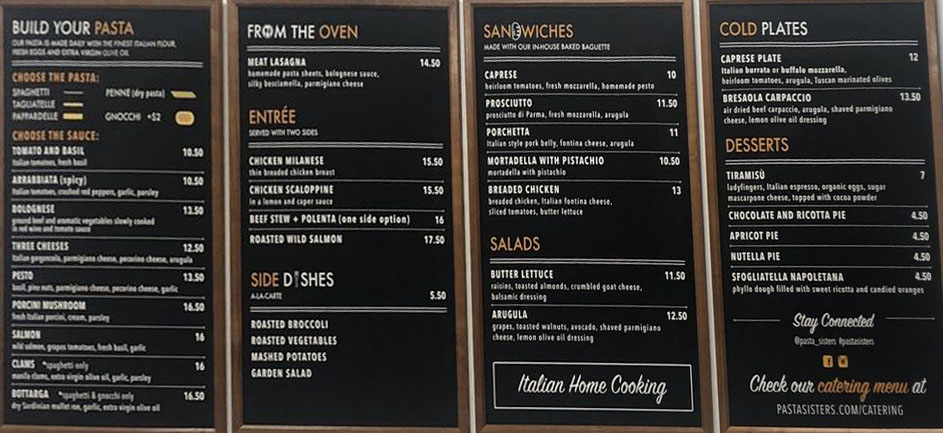 BUILD YOUR PASTA
OUR PASTA IS MADE DAILY WITH THE FINEST ITALIAN FLOUR,
FRESH EGGS AND EXTRA VIRGIN OLIVE OIL
CHOOSE THE PASTA:
SPAGHETTI
PENNE (dry pasta)
TAGLIATELLE
PAPPARDELLE
GNOCCHI +$2
CHOOSE THE SAUCE:
TOMATO AND BASIL 10.50
Italian tomatoes, fresh basil
ARRABBIATA (spicy) 10.50
Italian tomatoes, crushed red peppers, garlic, parsley
BOLOGNESE 13.50
ground beef and aromatic vegetables slowly cooked
in red wine and tomato sauce
THREE CHEESES 12.50
Italian gorgonzola, parmigiano cheese, pecorino cheese, arugula
PESTO 13.50
basil, pine nuts, parmigiano cheese, pecorino cheese, garlic
PORCINI MUSHROOM 16.50
fresh Italian porcini, cream, parsley
SALMON 16
wild salmon, grapes tomatoes, fresh basil, garlic
CLAMS *spaghetti only 16
manila clams, extra virgin olive oil, garlic, parsley
BOTTARGA *spaghetti & gnocchi only 16.50
dry Sardinian mullet roe, garlic, extra virgin olive oil
FROM THE OVEN
MEAT LASAGNA 14.50
homemade pasta sheets, bolognese sauce,
silky besciamella, parmigiano cheese
ENTRÉE
SERVED WITH TWO SIDES
CHICKEN MILANESE 15.50
thin breaded chicken breast
CHICKEN SCALOPPINE 15.50
in a lemon and caper sauce
BEEF STEW + POLENTA (one side option) 16
ROASTED WILD SALMON 17.50
SIDE DISHES
A-LA-CARTE 5.50
ROASTED BROCCOLI
ROASTED VEGETABLES
MASHED POTATOES
GARDEN SALAD
SANDWICHES
MADE WITH OUR IN-HOUSE BAKED BAGUETTE
CAPRESE 10
heirloom tomatoes, fresh mozzarella, homemade pesto
PROSCIUTTO 11.50
prosciutto di Parma, fresh mozzarella, arugula
PORCHETTA 11
Italian style pork belly, fontina cheese, arugula
MORTADELLA WITH PISTACHIO 10.50
mortadella with pistachio
BREADED CHICKEN 13
breaded chicken, Italian fontina cheese,
sliced tomatoes, butter lettuce
SALADS
BUTTER LETTUCE 11.50
raisins, toasted almonds, crumbled goat cheese,
balsamic dressing
ARUGULA 12.50
grapes, toasted walnuts, avocado, shaved parmigiano
cheese, lemon olive oil dressing
Italian Home Cooking
COLD PLATES
CAPRESE PLATE 12
Italian burrata or buffalo mozzarella,
heirloom tomatoes, arugula, Tuscan marinated olives
BRESAOLA CARPACCIO 13.50
air dried beef carpaccio, arugula, shaved parmigiano
cheese, lemon olive oil dressing
DESSERTS
TIRAMISÙ 7
ladyfingers, Italian espresso, organic eggs, sugar
mascarpone cheese, topped with cocoa powder
CHOCOLATE AND RICOTTA PIE 4.50
APRICOT PIE 4.50
NUTELLA PIE 4.50
SFOGLIATELLA NAPOLETANA 4.50
phyllo dough filled with sweet ricotta and candied oranges
Stay Connected
@pasta_sisters #pastasisters
Check our catering menu at
PASTASISTERS.COM/CATERING